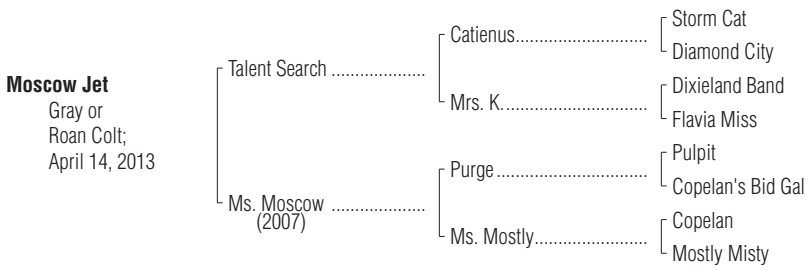 Moscow Jet
Gray or
Roan Colt;
April 14, 2013
Talent Search ....................
Ms. Moscow ....................
(2007)
Catienus............................
Mrs. K..............................
Purge ................................
Ms. Mostly........................
Storm Cat
Diamond City
Dixieland Band
Flavia Miss
Pulpit
Copelan's Bid Gal
Copelan
Mostly Misty